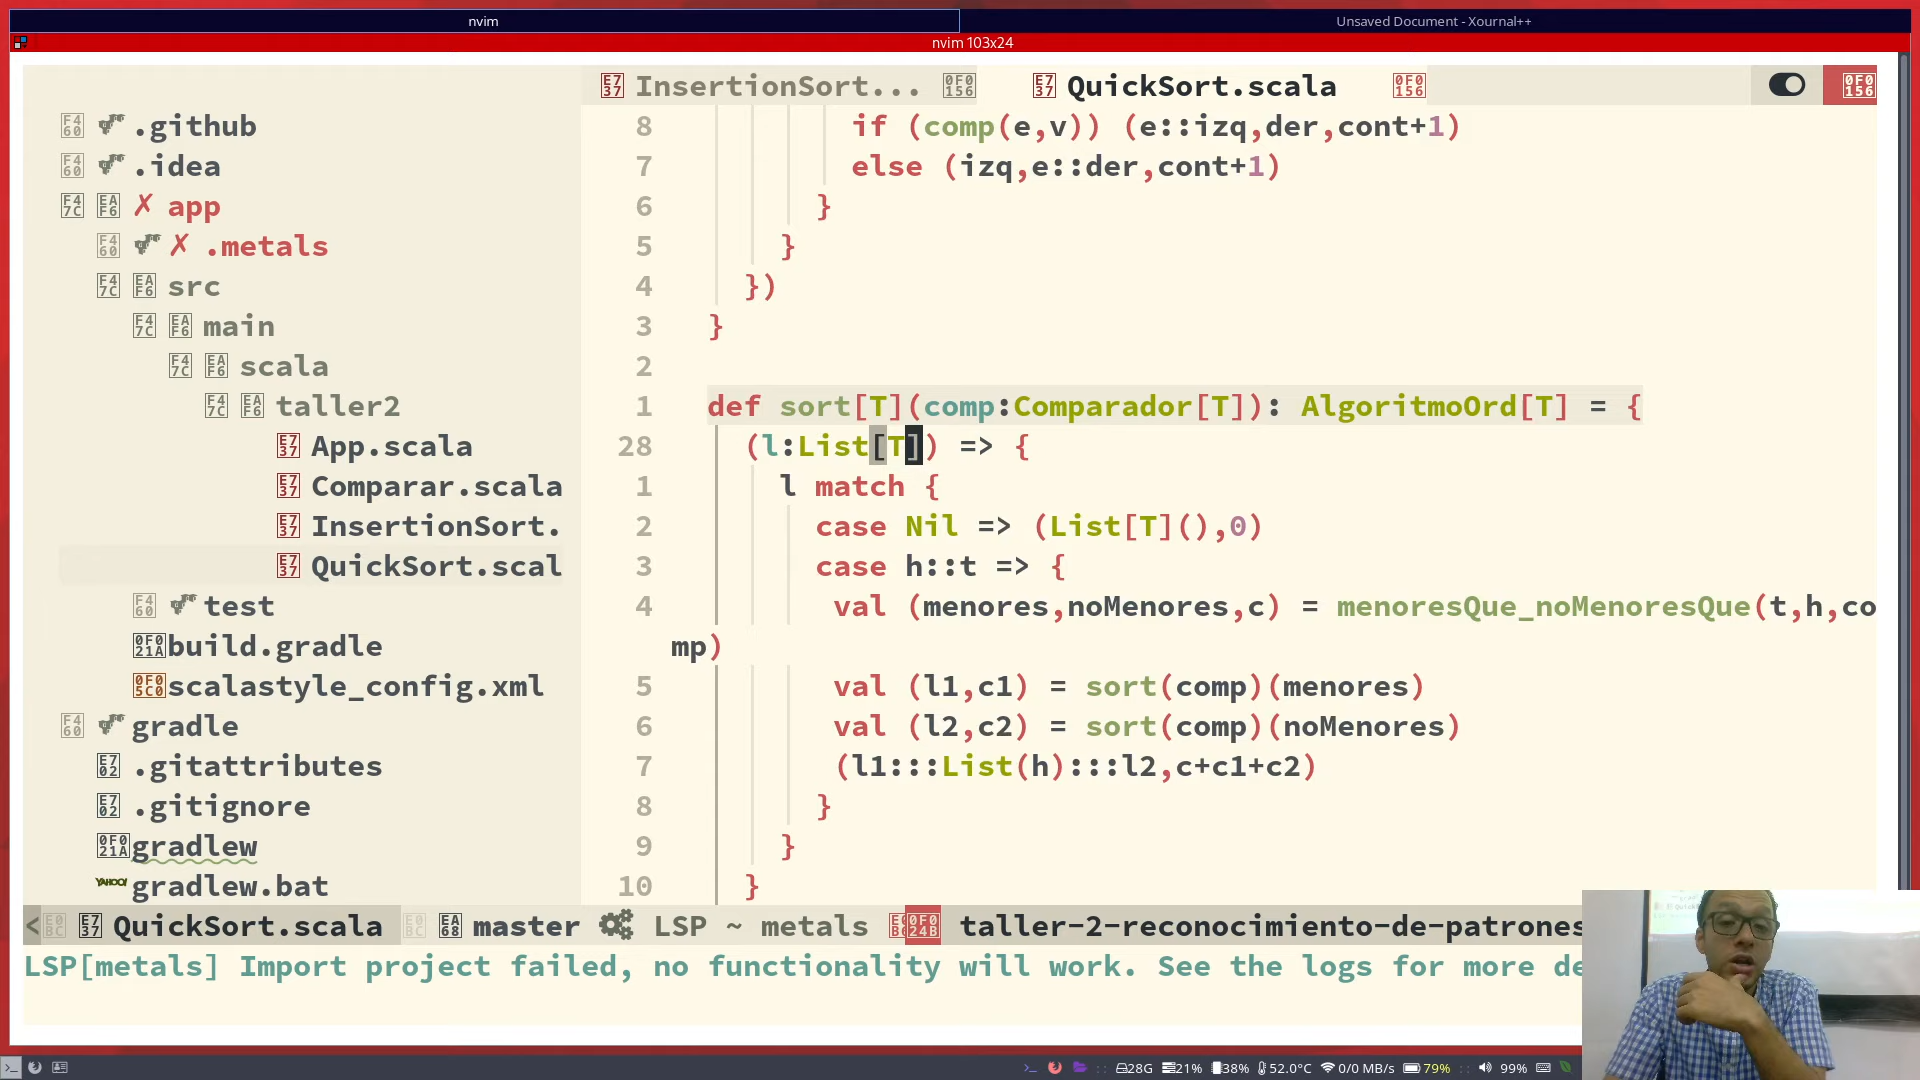 nvim
Unsaved Document - Xournal++
nvim 103x24
InsertionSort...
QuickSort.scala
.github
.idea
✗ app
✗ .metals
src
main
scala
taller2
App.scala
Comparar.scala
InsertionSort.
QuickSort.scal
test
build.gradle
scalastyle_config.xml
gradle
.gitattributes
.gitignore
gradlew
YAHOO! gradlew.bat
8 if (comp(e,v)) (e::izq,der,cont+1)
7 else (izq,e::der,cont+1)
6 }
5 }
4 })
3 }
2
1 def sort[T](comp:Comparador[T]): AlgoritmoOrd[T] = {
28 (l:List[T]) => {
1 l match {
2 case Nil => (List[T](),0)
3 case h::t => {
4 val (menores,noMenores,c) = menoresQue_noMenoresQue(t,h,co
mp)
5 val (l1,c1) = sort(comp)(menores)
6 val (l2,c2) = sort(comp)(noMenores)
7 (l1:::List(h):::l2,c+c1+c2)
8 }
9 }
10 }
< QuickSort.scala master LSP ~ metals taller-2-reconocimiento-de-patrones
LSP[metals] Import project failed, no functionality will work. See the logs for more de
28G 21% 38% 52.0°C 0/0 MB/s 79% 99%